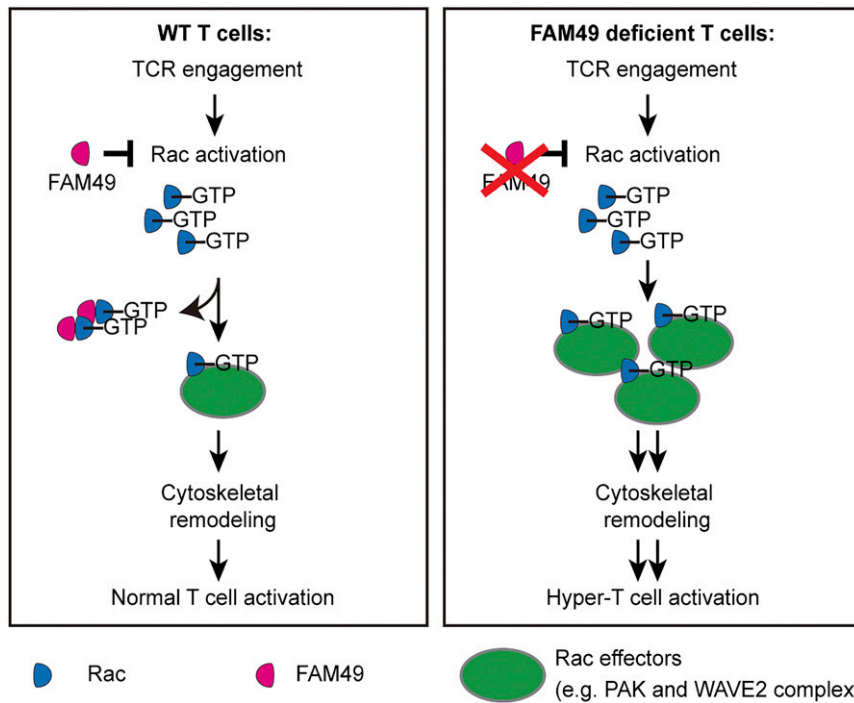 WT T cells:
TCR engagement
Rac activation
FAM49
GTP
GTP
GTP
GTP
GTP
GTP
Cytoskeletal
remodeling
Normal T cell activation
FAM49 deficient T cells:
TCR engagement
Rac activation
FAM49
GTP
GTP
GTP
GTP
GTP
GTP
Cytoskeletal
remodeling
Hyper-T cell activation
Rac
FAM49
Rac effectors
(e.g. PAK and WAVE2 complex